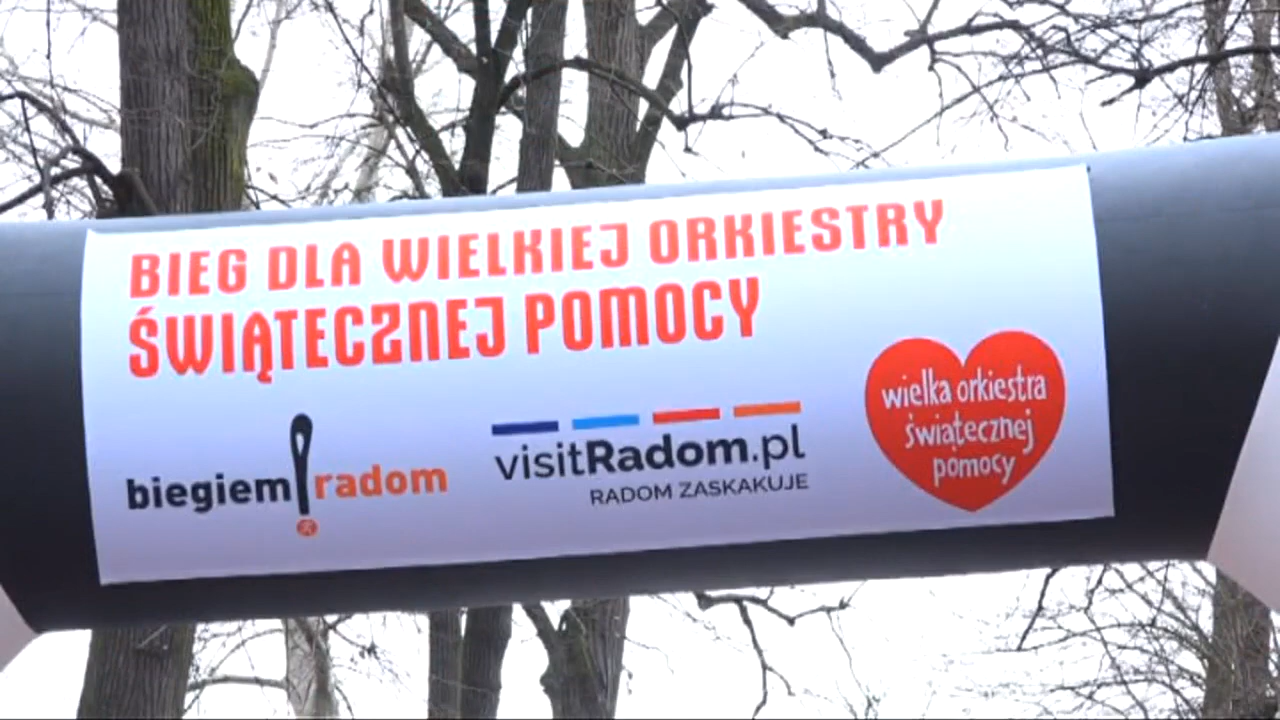 BIEG DLA WIELKIEJ ORKIESTRY
ŚWIĄTECZNEJ POMOCY
biegiem!radom
visitRadom.pl
RADOM ZASKAKUJE
wielka orkiestra
świątecznej
pomocy